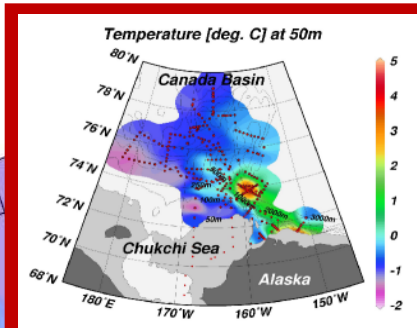 Temperature [deg. C] at 50m
80°N
Canada Basin
78°N
76°N
74°N
72°N
70°N
68°N
100m
50m
3000m
Chukchi Sea
Alaska
180°E
170°W
160°W
150°W
5
4
3
2
1
0
-1
-2